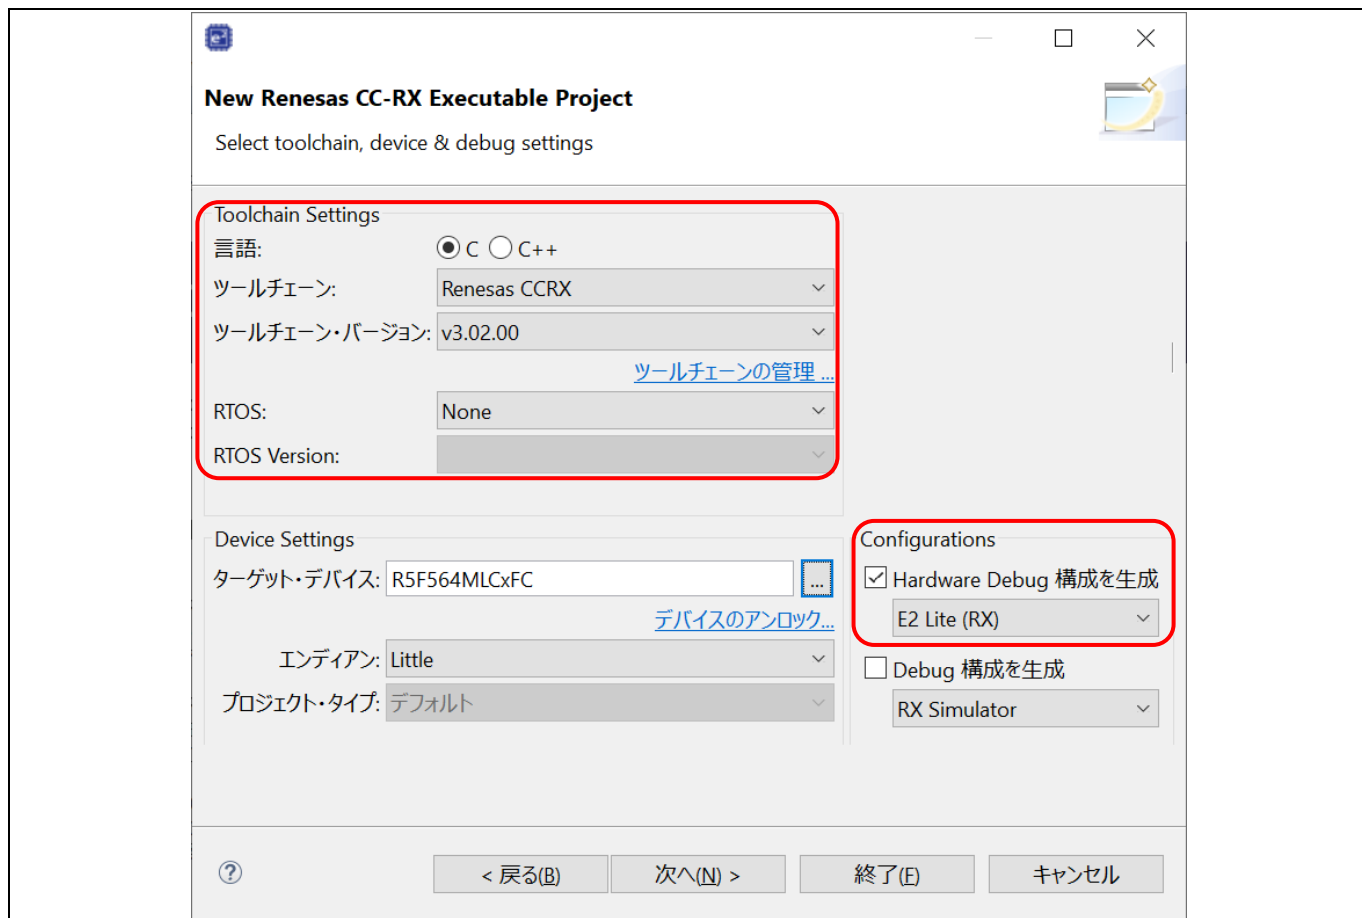 New Renesas CC-RX Executable Project
Select toolchain, device & debug settings
Toolchain Settings
言語: C C++
ツールチェーン: Renesas CCRX
ツールチェーン・バージョン: v3.02.00
ツールチェーンの管理 ...
RTOS: None
RTOS Version:
Device Settings
ターゲット・デバイス: R5F564MLCxFC ...
デバイスのアンロック...
エンディアン: Little
プロジェクト・タイプ: デフォルト
Configurations
Hardware Debug 構成を生成
E2 Lite (RX)
Debug 構成を生成
RX Simulator
? < 戻る(B) 次へ(N) > 終了(F) キャンセル